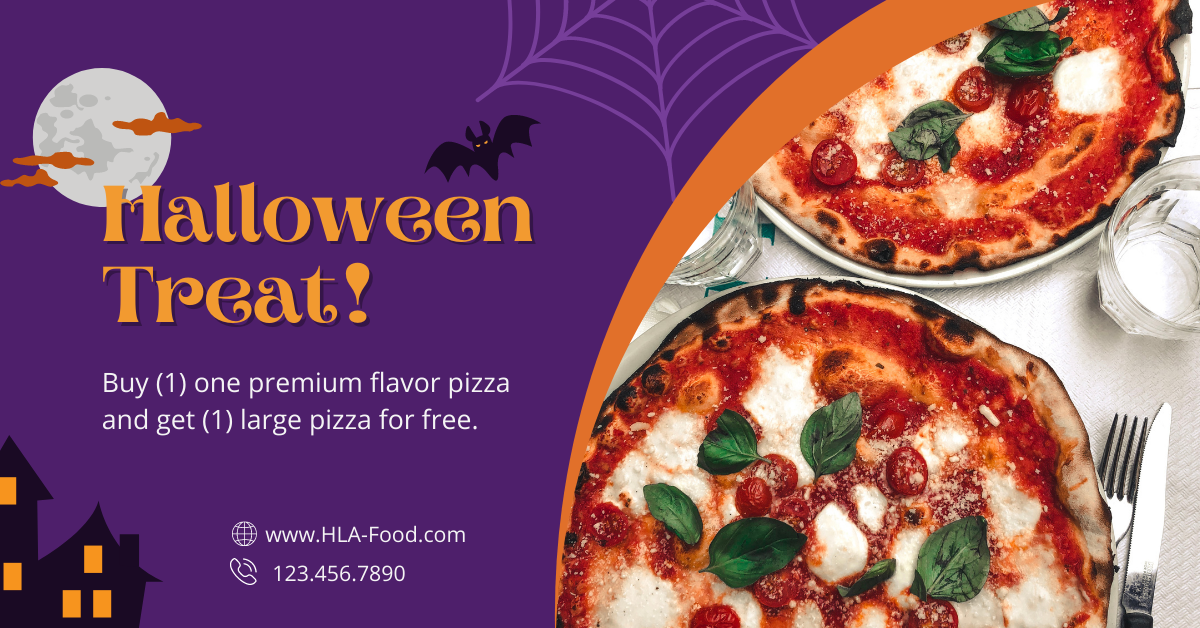 Halloween
Treat!
Buy (1) one premium flavor pizza
and get (1) large pizza for free.
www.HLA-Food.com
123.456.7890